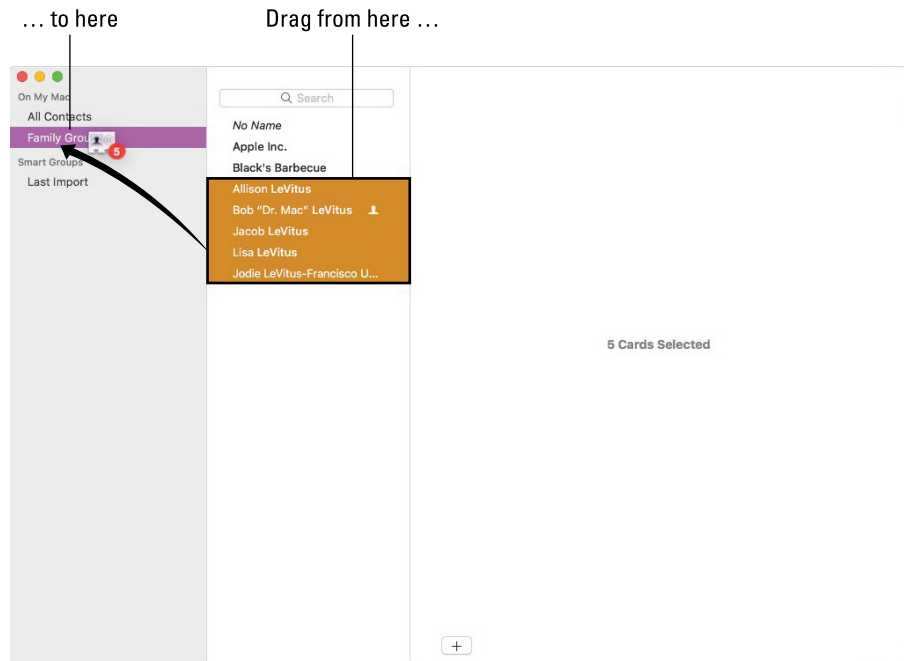 … to here
Drag from here …
On My Mac
All Contacts
Family Grou
5
Smart Groups
Last Import
Search
No Name
Apple Inc.
Black's Barbecue
Allison LeVitus
Bob "Dr. Mac" LeVitus
Jacob LeVitus
Lisa LeVitus
Jodie LeVitus-Francisco U...
5 Cards Selected
+